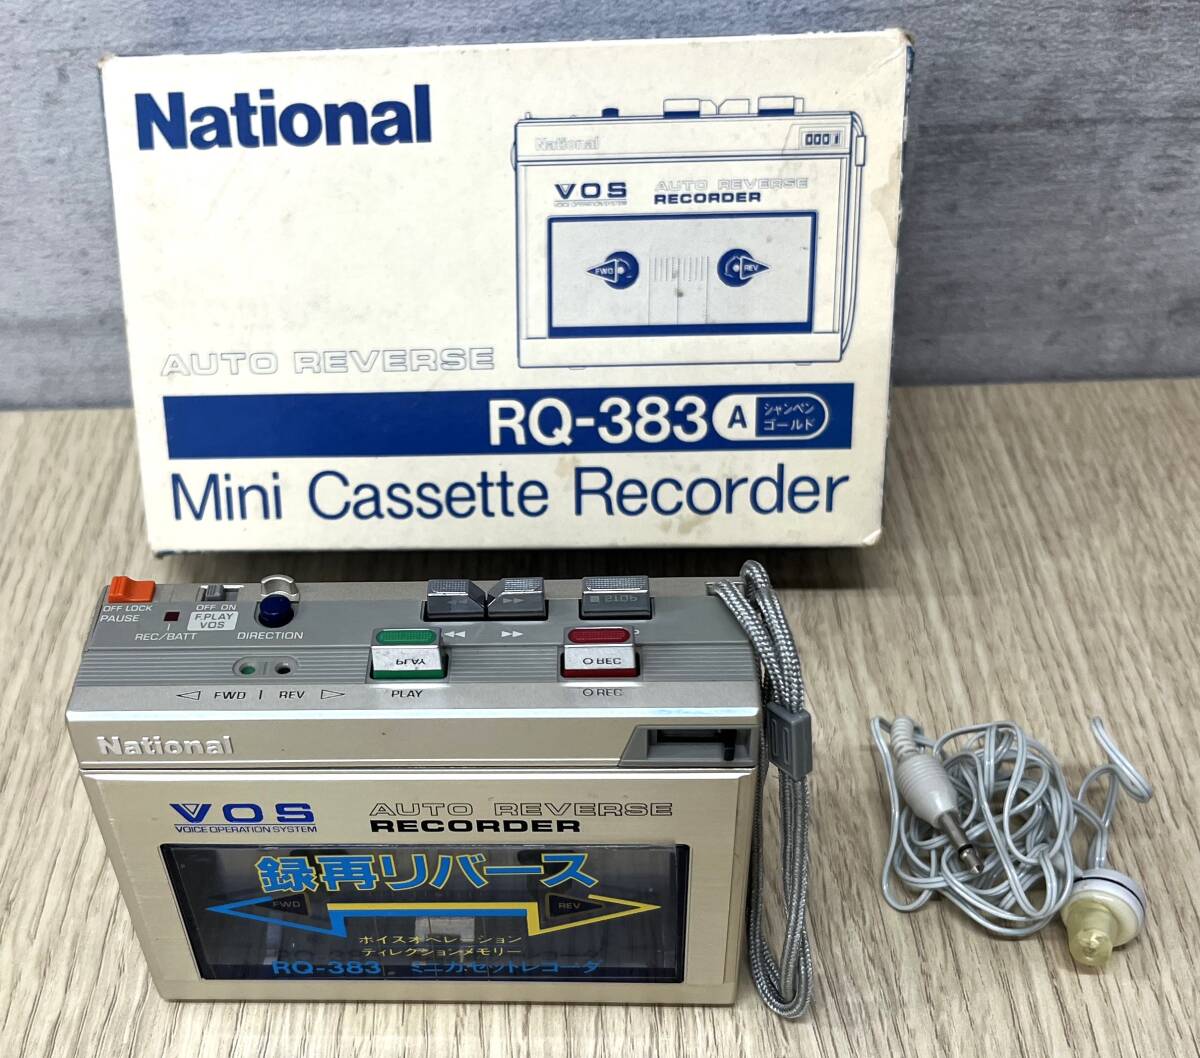 National
National
0001
VOS
AUTO REVERSE
VOICE OPERATION SYSTEM
RECORDER
FWD
REV
AUTO REVERSE
RQ-383 A シャンペン
ゴールド
Mini Cassette Recorder
OFF LOCK
PAUSE
REC/BATT
OFF ON
F.PLAY
VOS
DIRECTION
STOP
PLAY
REC
FWD REV
PLAY
REC
National
VOS
VOICE OPERATION SYSTEM
AUTO REVERSE
RECORDER
録再リバース
FWD
REV
ボイスオペレーション
ディレクションメモリー
RQ-383 ミニカセットレコーダ